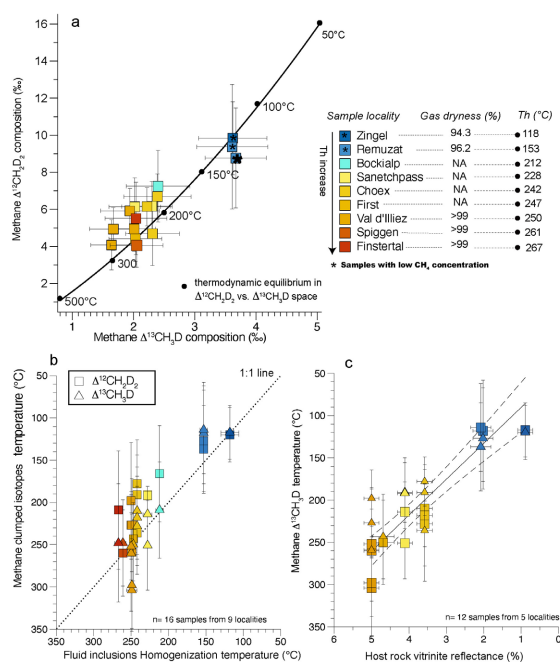 a
Methane Δ¹²CH₂D₂ composition (‰)
16
14
12
10
8
6
4
2
0
50°C
100°C
150°C
200°C
300
500°C
thermodynamic equilibrium in
Δ¹²CH₂D₂ vs. Δ¹³CH₃D space
1
2
3
4
5
Methane Δ¹³CH₃D composition (‰)
Sample locality Gas dryness (%) Th (°C)
Th increase
* Zingel 94.3 118
* Remuzat 96.2 153
Bockialp NA 212
Sanetchpass NA 228
Choex NA 242
First NA 247
Val d'Illiez >99 250
Spiggen >99 261
Finstertal >99 267
* Samples with low CH₄ concentration
b
Δ¹²CH₂D₂
Δ¹³CH₃D
1:1 line
Methane clumped isotopes temperature (°C)
50
100
150
200
250
300
350
n= 16 samples from 9 localities
350 300 250 200 150 100 50
Fluid inclusions Homogenization temperature (°C)
c
Methane Δ¹³CH₃D temperature (°C)
50
100
150
200
250
300
350
n= 12 samples from 5 localities
6 5 4 3 2 1 0
Host rock vitrinite reflectance (%)